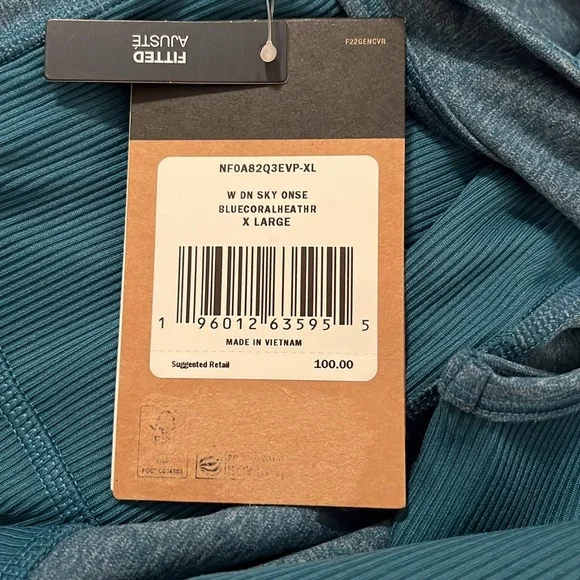 FITTED
AJUSTÉ
F22GENCVR
NF0A82Q3EVP-XL
W DN SKY ONSE
BLUECORALHEATHR
X LARGE
1 96012 63595 5
MADE IN VIETNAM
Suggested Retail 100.00